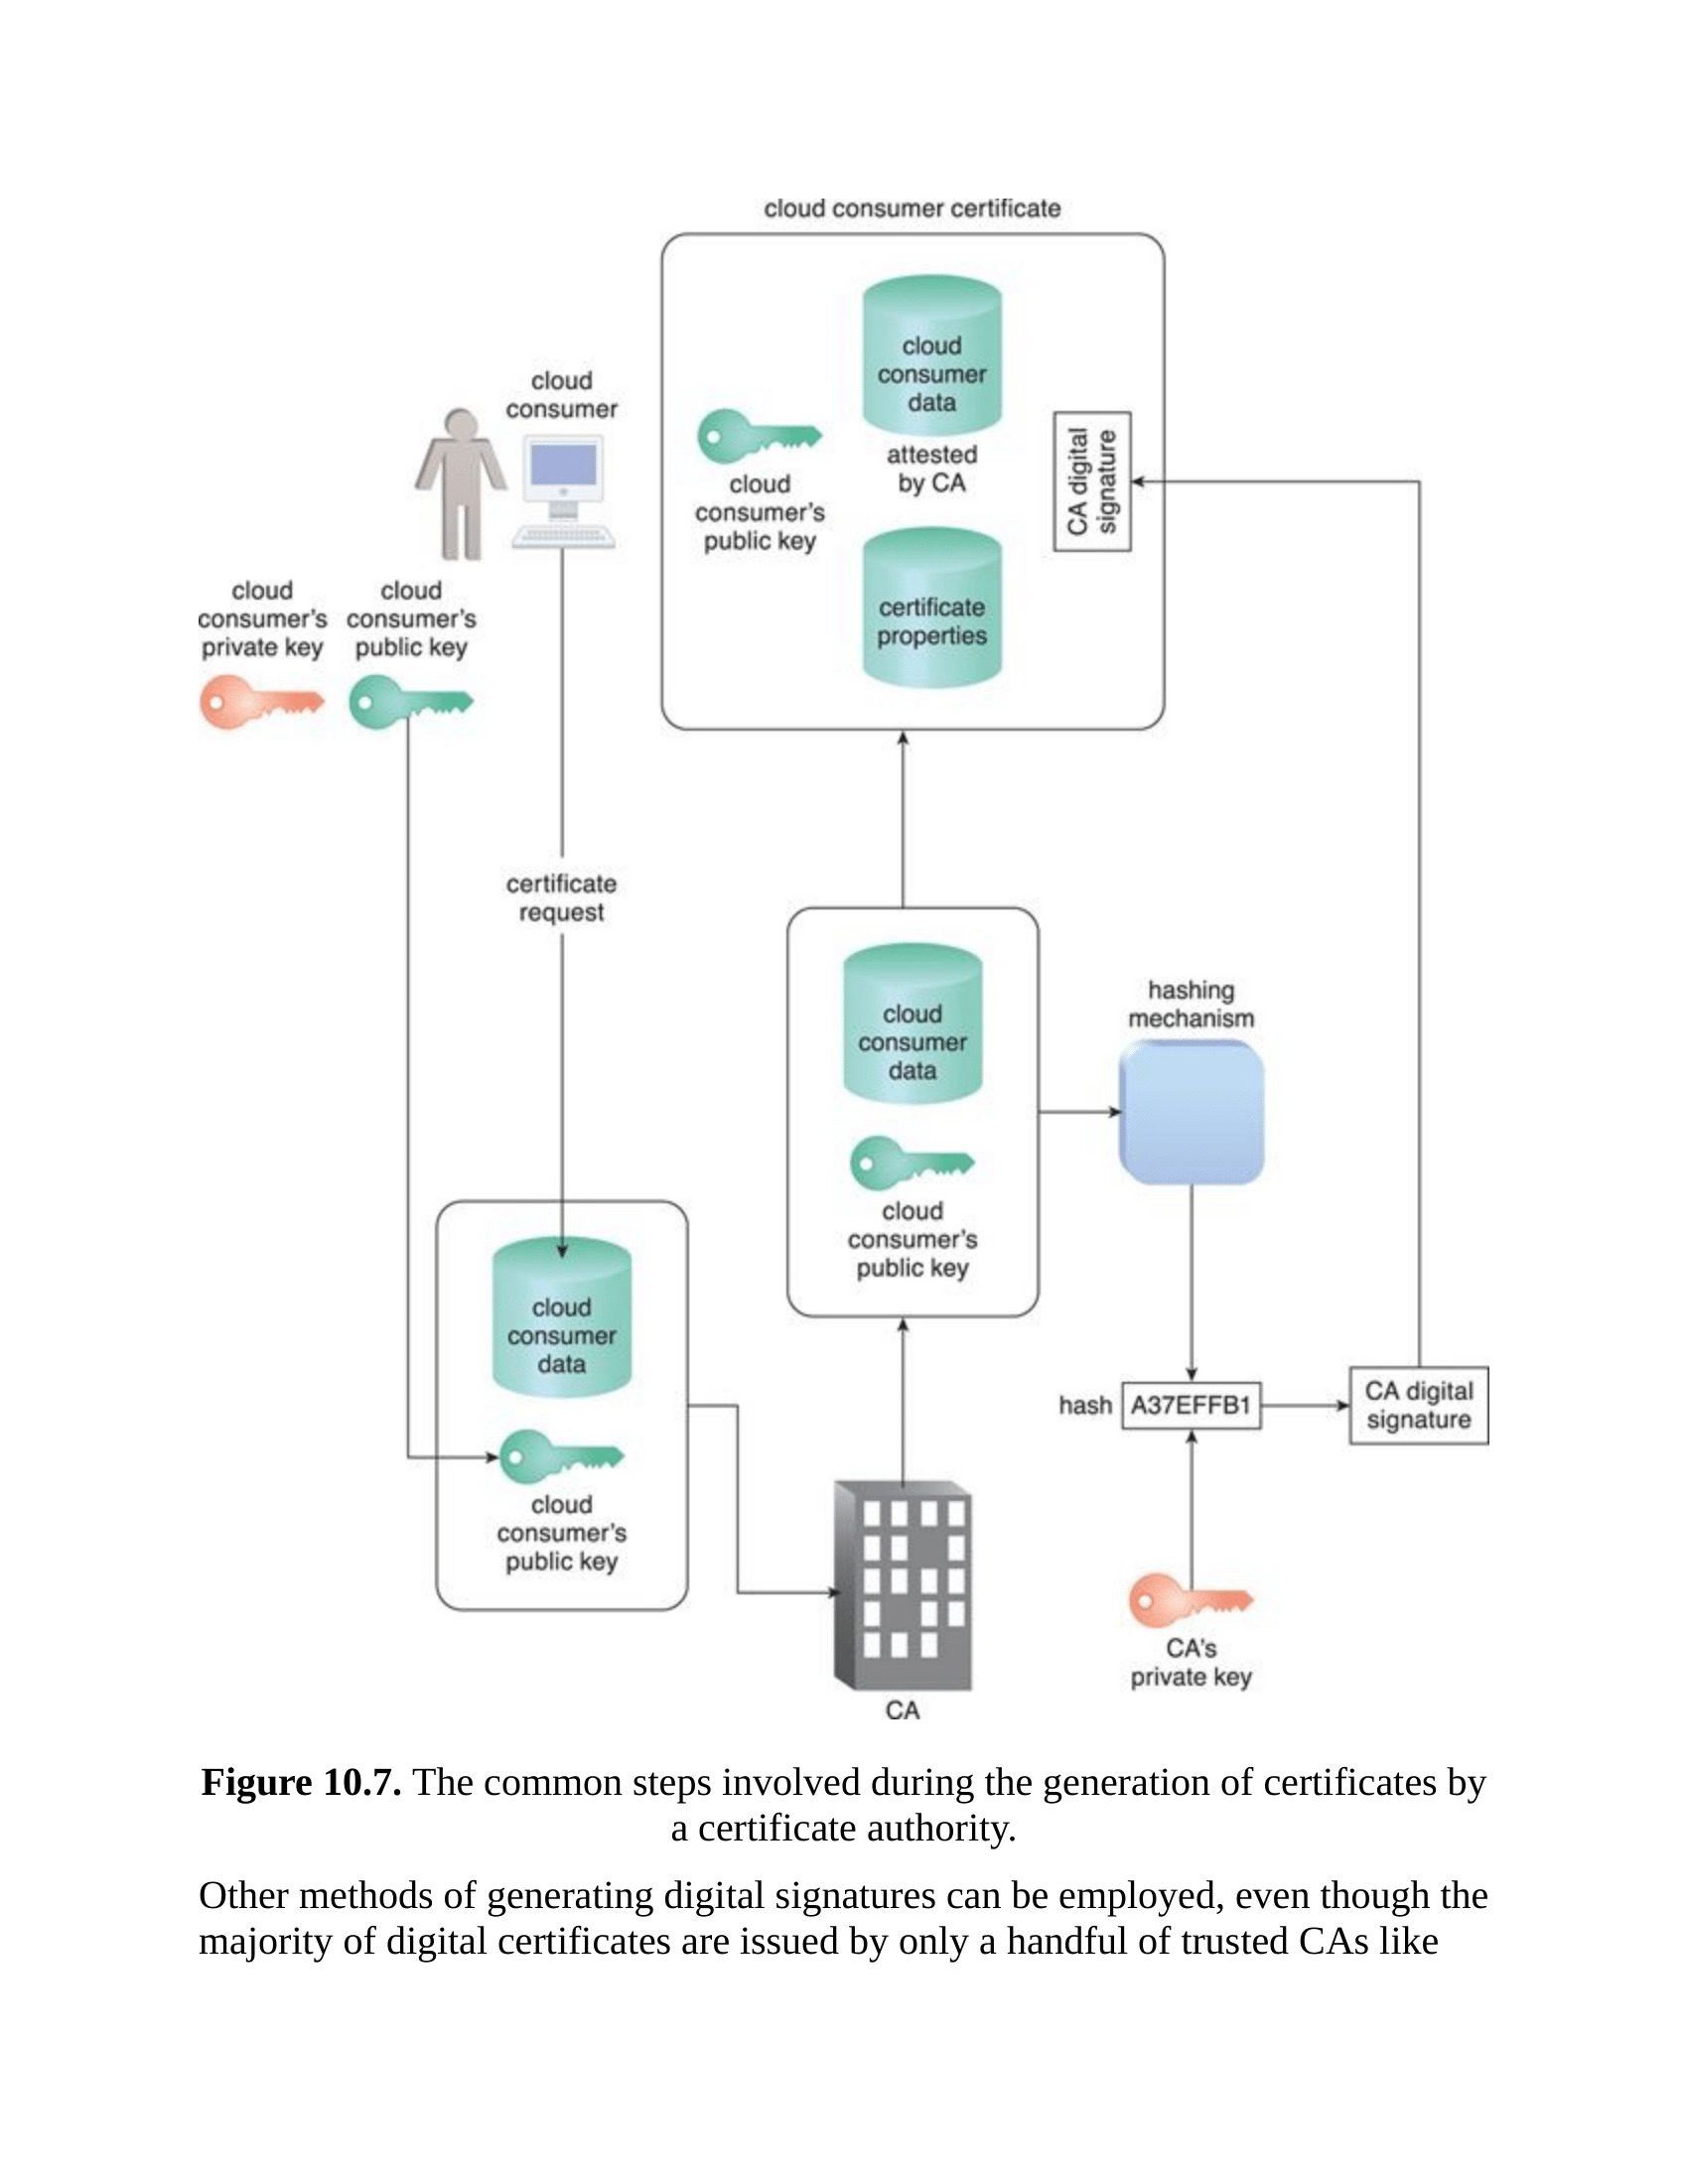 cloud consumer certificate
cloud
consumer
data
attested
by CA
cloud
consumer's
public key
CA digital
signature
certificate
properties
cloud
consumer
cloud
consumer's
private key
cloud
consumer's
public key
certificate
request
cloud
consumer
data
cloud
consumer's
public key
hashing
mechanism
cloud
consumer
data
cloud
consumer's
public key
hash
A37EFFB1
CA digital
signature
CA's
private key
CA
Figure 10.7. The common steps involved during the generation of certificates by
a certificate authority.
Other methods of generating digital signatures can be employed, even though the
majority of digital certificates are issued by only a handful of trusted CAs like